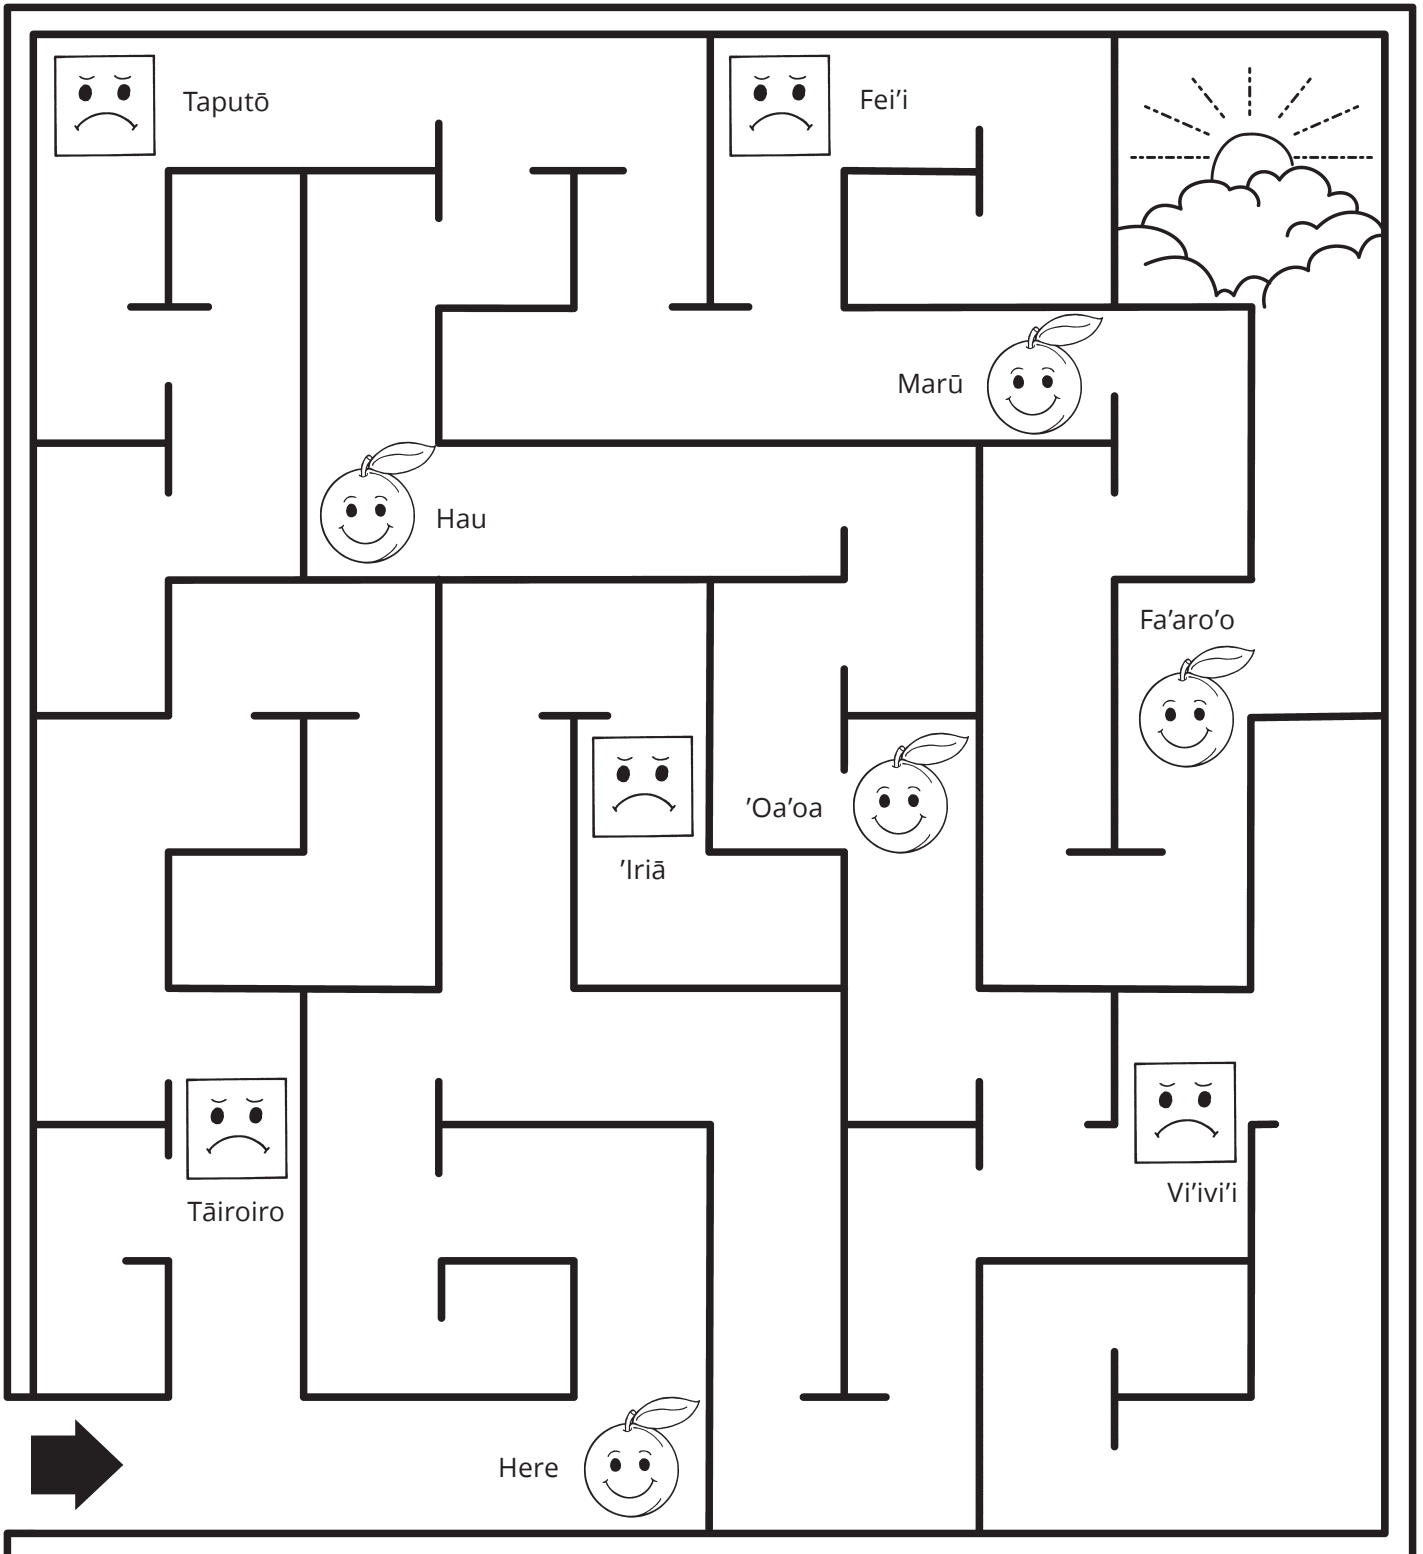 Taputō
Fei’i
Marū
Hau
Fa’aro’o
’Oa’oa
’Iriā
Tāiroiro
Vi’ivi’i
Here